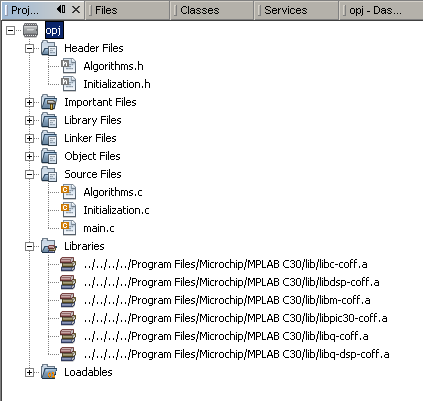 Proj... Files Classes Services opj - Das...
opj
Header Files
Algorithms.h
Initialization.h
Important Files
Library Files
Linker Files
Object Files
Source Files
Algorithms.c
Initialization.c
main.c
Libraries
../../../../Program Files/Microchip/MPLAB C30/lib/libc-coff.a
../../../../Program Files/Microchip/MPLAB C30/lib/libdsp-coff.a
../../../../Program Files/Microchip/MPLAB C30/lib/libm-coff.a
../../../../Program Files/Microchip/MPLAB C30/lib/libpic30-coff.a
../../../../Program Files/Microchip/MPLAB C30/lib/libq-coff.a
../../../../Program Files/Microchip/MPLAB C30/lib/libq-dsp-coff.a
Loadables